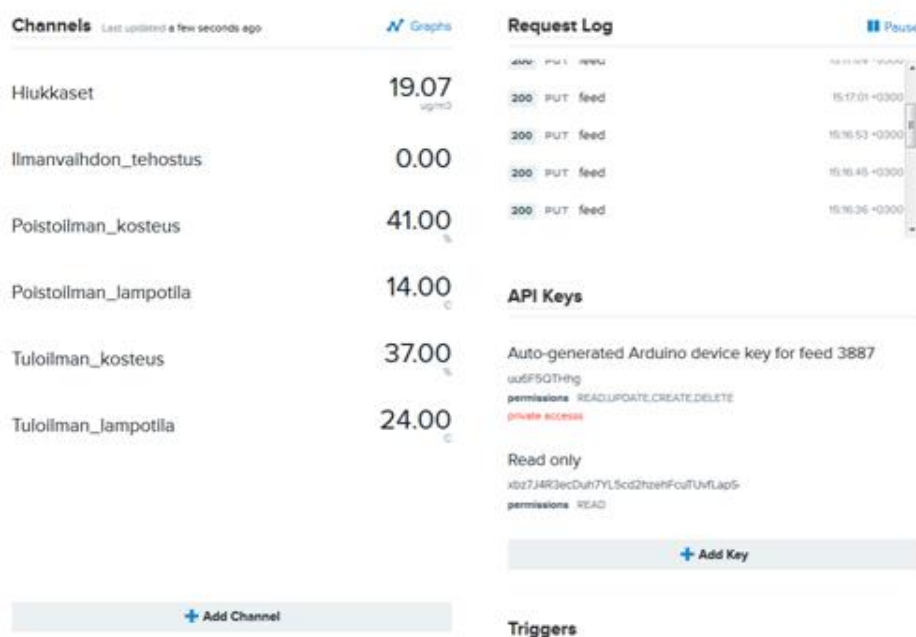 Channels Last updated a few seconds ago Graphs
Hiukkaset 19.07
ug/m3
Ilmanvaihdon_tehostus 0.00
Poistoilman_kosteus 41.00
%
Poistoilman_lampotila 14.00
C
Tuloilman_kosteus 37.00
%
Tuloilman_lampotila 24.00
C
+ Add Channel
Request Log Pause
200 PUT feed
200 PUT feed 15:17:01 +0300
200 PUT feed 15:16:53 +0300
200 PUT feed 15:16:45 +0300
200 PUT feed 15:16:36 +0300
API Keys
Auto-generated Arduino device key for feed 3887
uu6F5QTHhg
permissions READ,UPDATE,CREATE,DELETE
private access
Read only
permissions READ
+ Add Key
Triggers